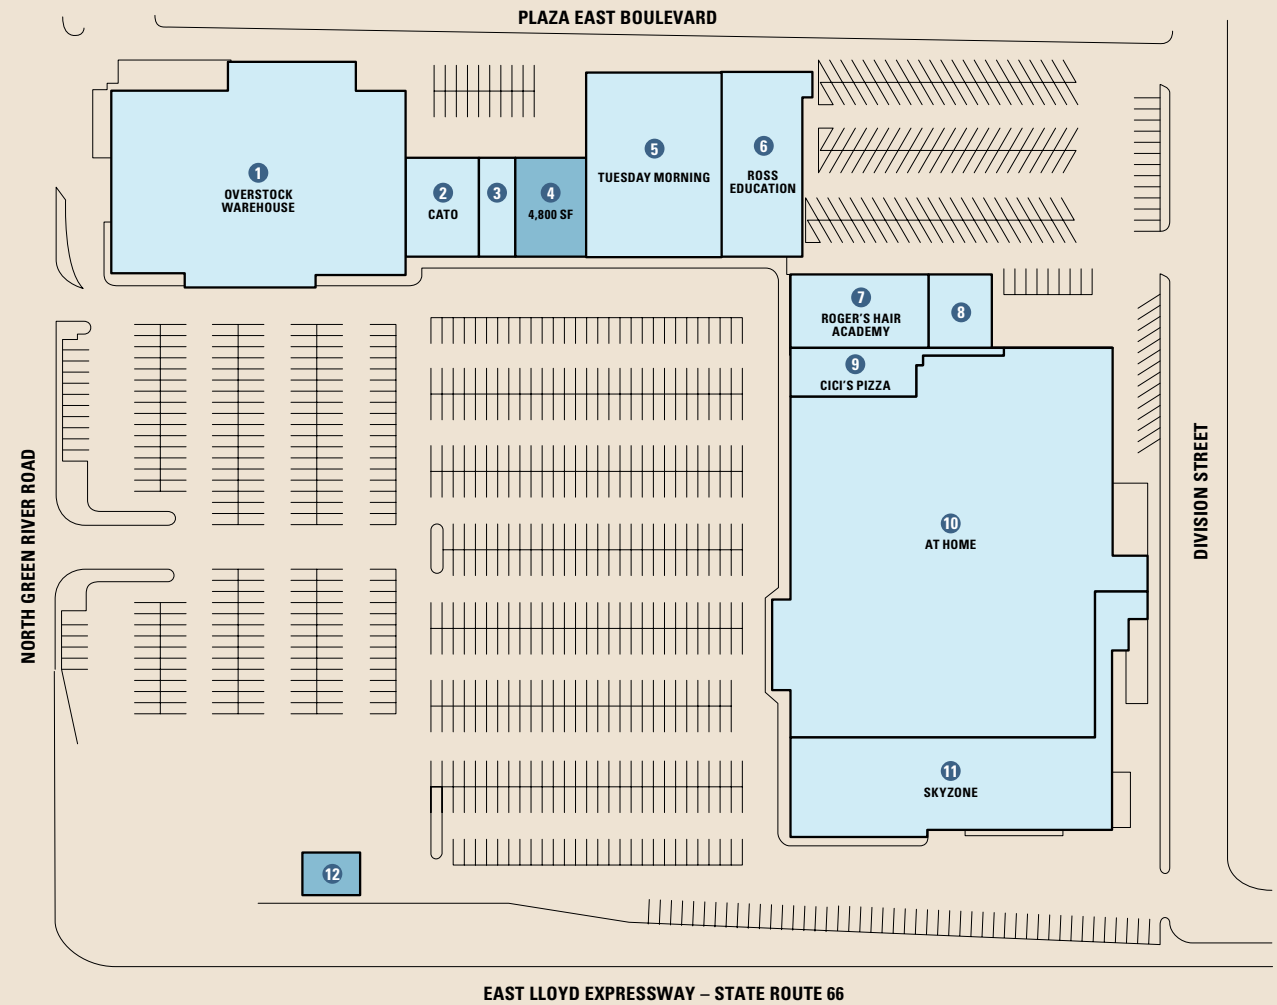 PLAZA EAST BOULEVARD
1
OVERSTOCK
WAREHOUSE
2
CATO
3
4
4,800 SF
5
TUESDAY MORNING
6
ROSS
EDUCATION
7
ROGER'S HAIR
ACADEMY
8
9
CICI'S PIZZA
10
AT HOME
11
SKYZONE
12
NORTH GREEN RIVER ROAD
DIVISION STREET
EAST LLOYD EXPRESSWAY – STATE ROUTE 66